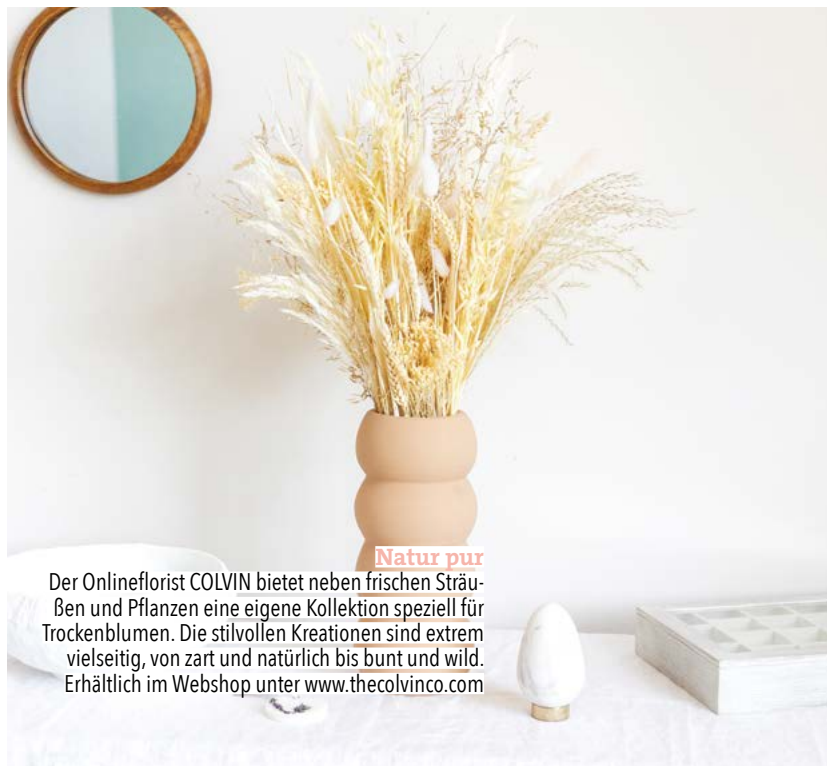 Natur pur
Der Onlineflorist COLVIN bietet neben frischen Sträu-
ßen und Pflanzen eine eigene Kollektion speziell für
Trockenblumen. Die stilvollen Kreationen sind extrem
vielseitig, von zart und natürlich bis bunt und wild.
Erhältlich im Webshop unter www.thecolvinco.com